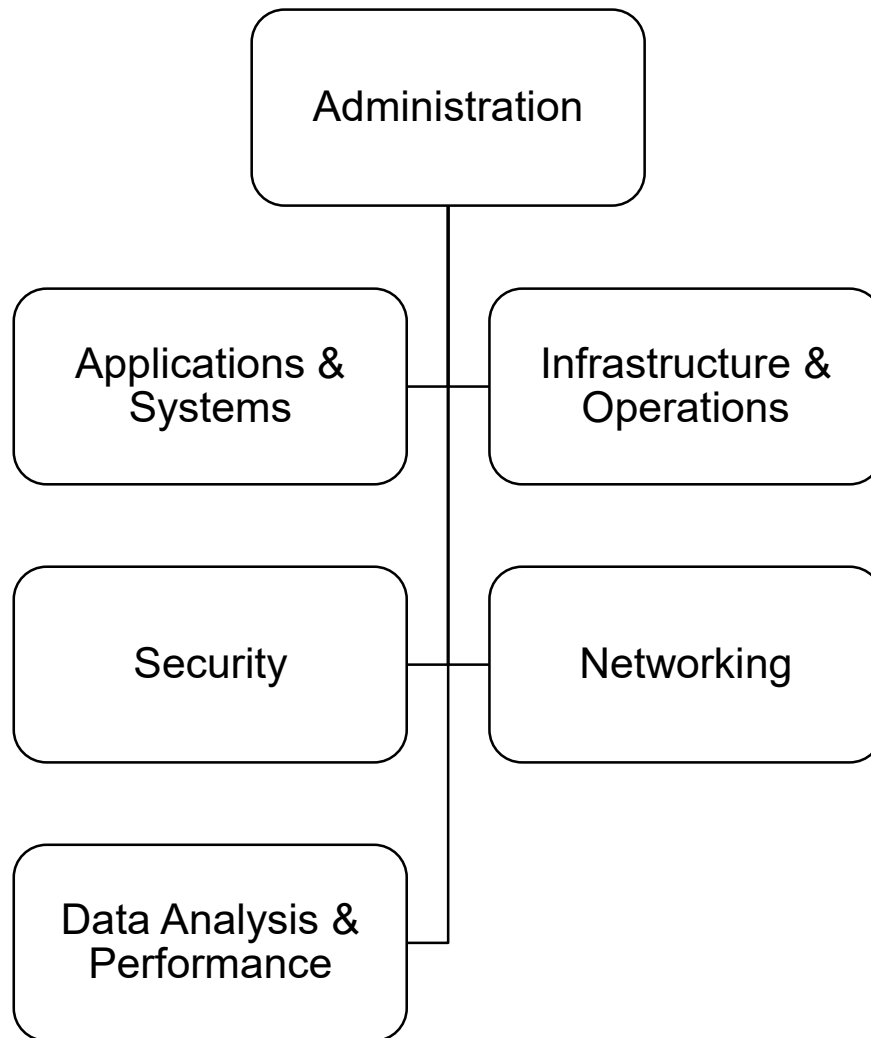 Administration
Applications &
Systems
Infrastructure &
Operations
Security
Networking
Data Analysis &
Performance